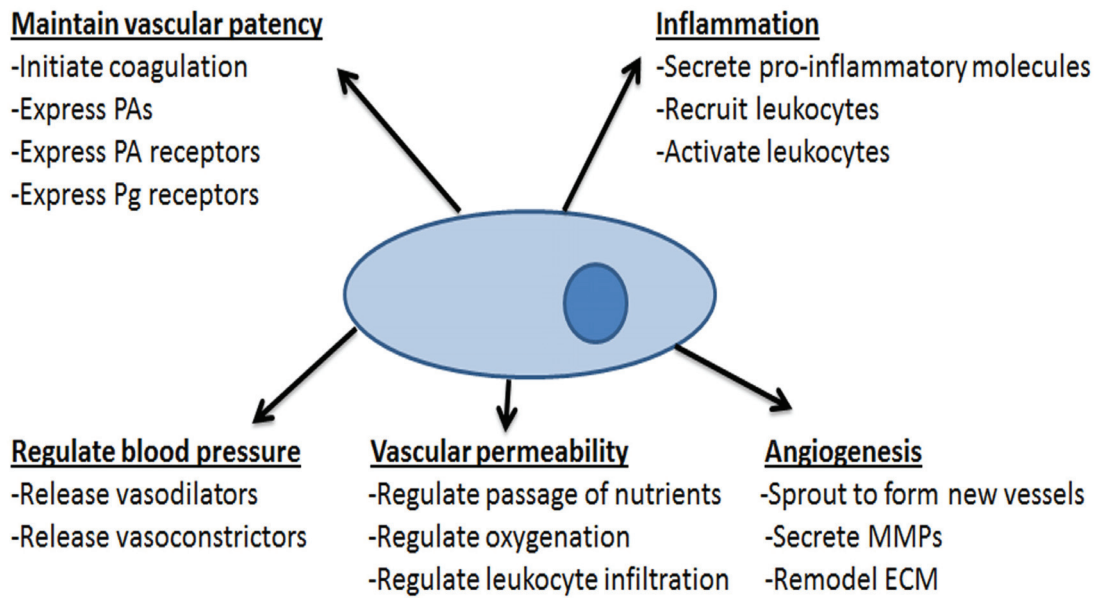 Maintain vascular patency
-Initiate coagulation
-Express PAs
-Express PA receptors
-Express Pg receptors
Inflammation
-Secrete pro-inflammatory molecules
-Recruit leukocytes
-Activate leukocytes
Regulate blood pressure
-Release vasodilators
-Release vasoconstrictors
Vascular permeability
-Regulate passage of nutrients
-Regulate oxygenation
-Regulate leukocyte infiltration
Angiogenesis
-Sprout to form new vessels
-Secrete MMPs
-Remodel ECM